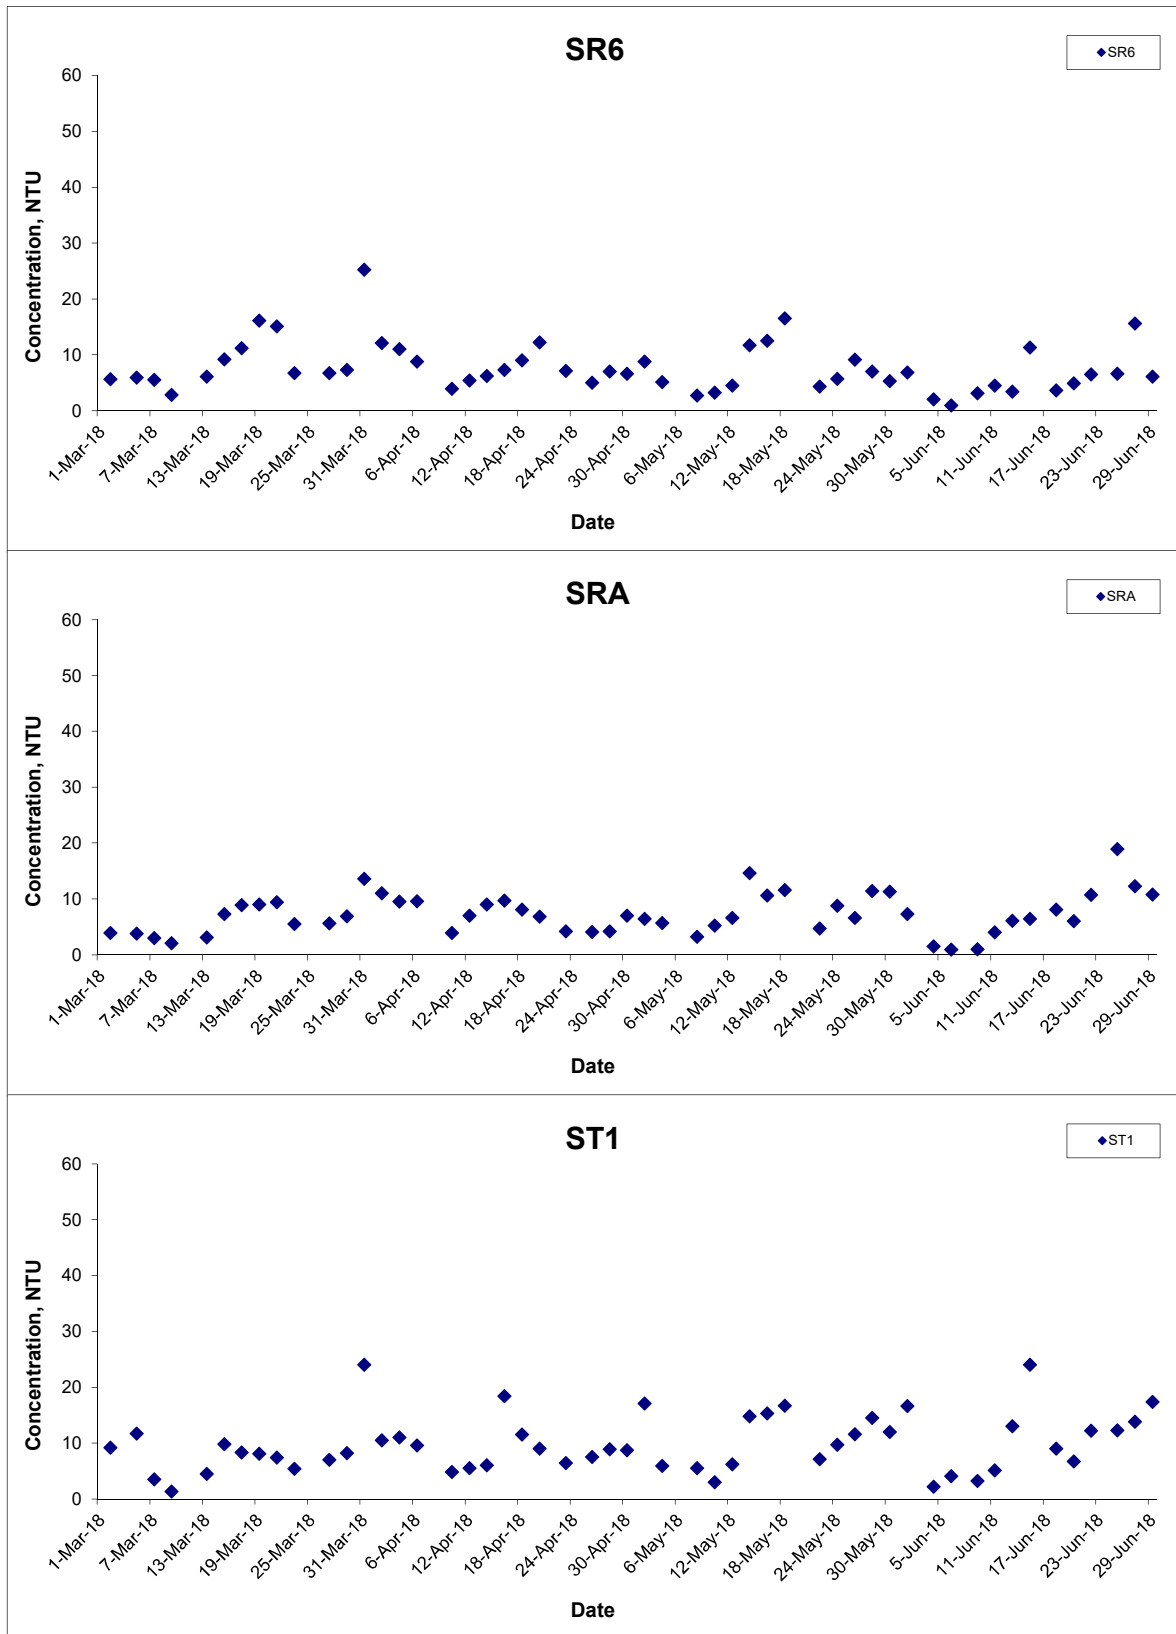 SR6
SR6
60
50
40
30
20
10
0
Concentration, NTU
1-Mar-18
7-Mar-18
13-Mar-18
19-Mar-18
25-Mar-18
31-Mar-18
6-Apr-18
12-Apr-18
18-Apr-18
24-Apr-18
30-Apr-18
6-May-18
12-May-18
18-May-18
24-May-18
30-May-18
5-Jun-18
11-Jun-18
17-Jun-18
23-Jun-18
29-Jun-18
Date
SRA
SRA
60
50
40
30
20
10
0
Concentration, NTU
1-Mar-18
7-Mar-18
13-Mar-18
19-Mar-18
25-Mar-18
31-Mar-18
6-Apr-18
12-Apr-18
18-Apr-18
24-Apr-18
30-Apr-18
6-May-18
12-May-18
18-May-18
24-May-18
30-May-18
5-Jun-18
11-Jun-18
17-Jun-18
23-Jun-18
29-Jun-18
Date
ST1
ST1
60
50
40
30
20
10
0
Concentration, NTU
1-Mar-18
7-Mar-18
13-Mar-18
19-Mar-18
25-Mar-18
31-Mar-18
6-Apr-18
12-Apr-18
18-Apr-18
24-Apr-18
30-Apr-18
6-May-18
12-May-18
18-May-18
24-May-18
30-May-18
5-Jun-18
11-Jun-18
17-Jun-18
23-Jun-18
29-Jun-18
Date